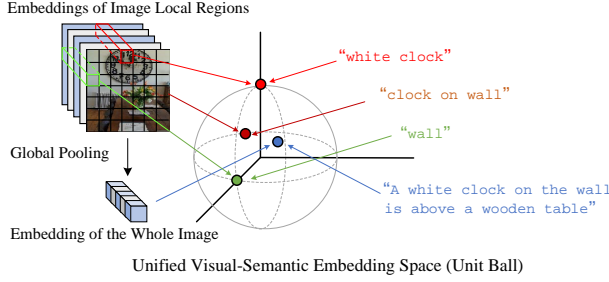 Embeddings of Image Local Regions
"white clock"
"clock on wall"
"wall"
Global Pooling
"A white clock on the wall
is above a wooden table"
Embedding of the Whole Image
Unified Visual-Semantic Embedding Space (Unit Ball)